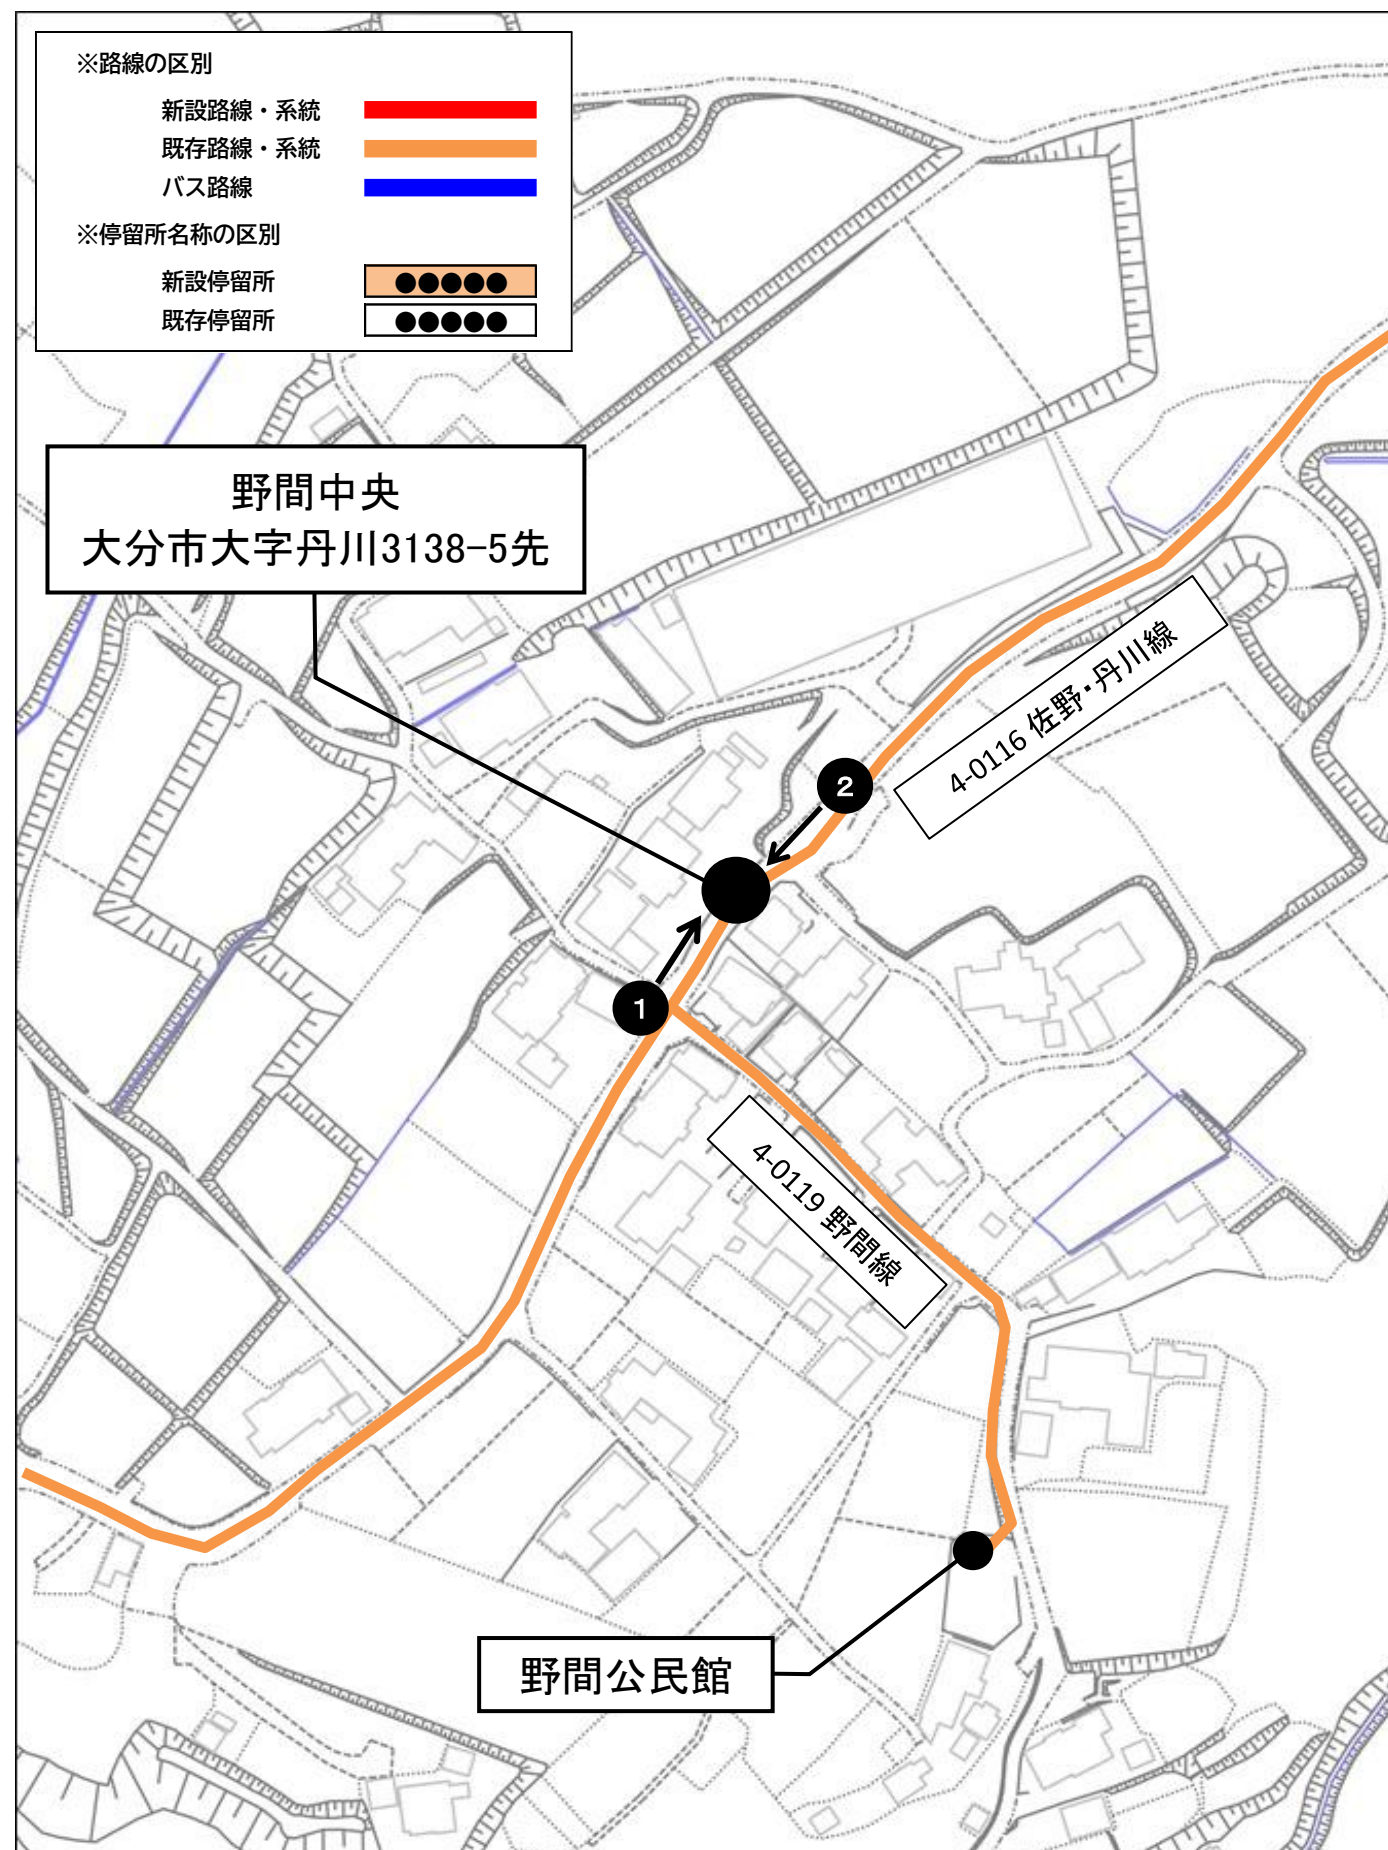 ※路線の区別
新設路線・系統
既存路線・系統
バス路線
※停留所名称の区別
新設停留所
●●●●●
既存停留所
●●●●●
野間中央
大分市大字丹川3138-5先
4-0116 佐野・丹川線
2
1
4-0119 野間線
野間公民館